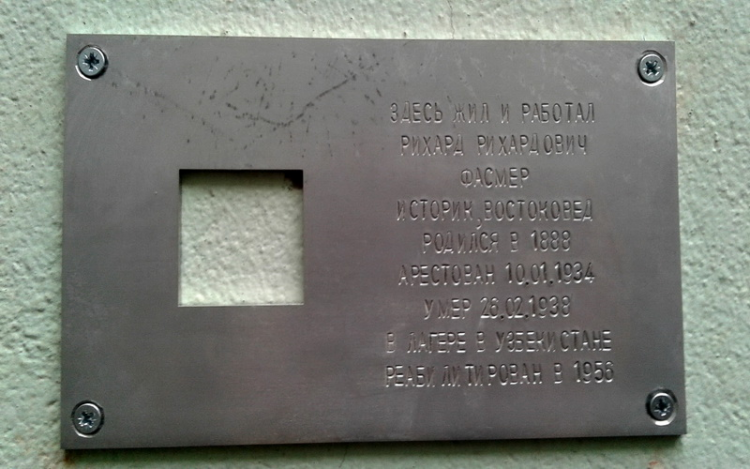 ЗДЕСЬ ЖИЛ И РАБОТАЛ
РИХАРД РИХАРДОВИЧ
ФАСМЕР
ИСТОРИК, ВОСТОКОВЕД
РОДИЛСЯ В 1888
АРЕСТОВАН 10.01.1934
УМЕР 26.02.1938
В ЛАГЕРЕ В УЗБЕКИСТАНЕ
РЕАБИЛИТИРОВАН В 1956